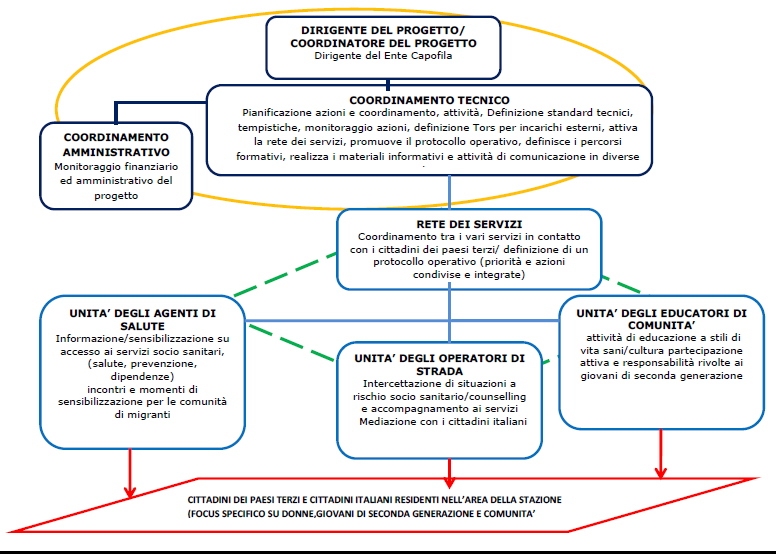 DIRIGENTE DEL PROGETTO/
COORDINATORE DEL PROGETTO
Dirigente del Ente Capofila
COORDINAMENTO TECNICO
Pianificazione azioni e coordinamento, attività, Definizione standard tecnici,
tempistiche, monitoraggio azioni, definizione Tors per incarichi esterni, attiva
la rete dei servizi, promuove il protocollo operativo, definisce i percorsi
formativi, realizza i materiali informativi e attività di comunicazione in diverse
COORDINAMENTO
AMMINISTRATIVO
Monitoraggio finanziario
ed amministrativo del
progetto
RETE DEI SERVIZI
Coordinamento tra i vari servizi in contatto
con i cittadini dei paesi terzi/ definizione di un
protocollo operativo (priorità e azioni
condivise e integrate)
UNITA’ DEGLI AGENTI DI
SALUTE
Informazione/sensibilizzazione su
accesso ai servizi socio sanitari,
(salute, prevenzione,
dipendenze)
incontri e momenti di
sensibilizzazione per le comunità
di migranti
UNITA’ DEGLI OPERATORI DI
STRADA
Intercettazione di situazioni a
rischio socio sanitario/counselling
e accompagnamento ai servizi
Mediazione con i cittadini italiani
UNITA’ DEGLI EDUCATORI DI
COMUNITA’
attività di educazione a stili di
vita sani/cultura partecipazione
attiva e responsabilità rivolte ai
giovani di seconda generazione
CITTADINI DEI PAESI TERZI E CITTADINI ITALIANI RESIDENTI NELL’AREA DELLA STAZIONE
(FOCUS SPECIFICO SU DONNE,GIOVANI DI SECONDA GENERAZIONE E COMUNITA’